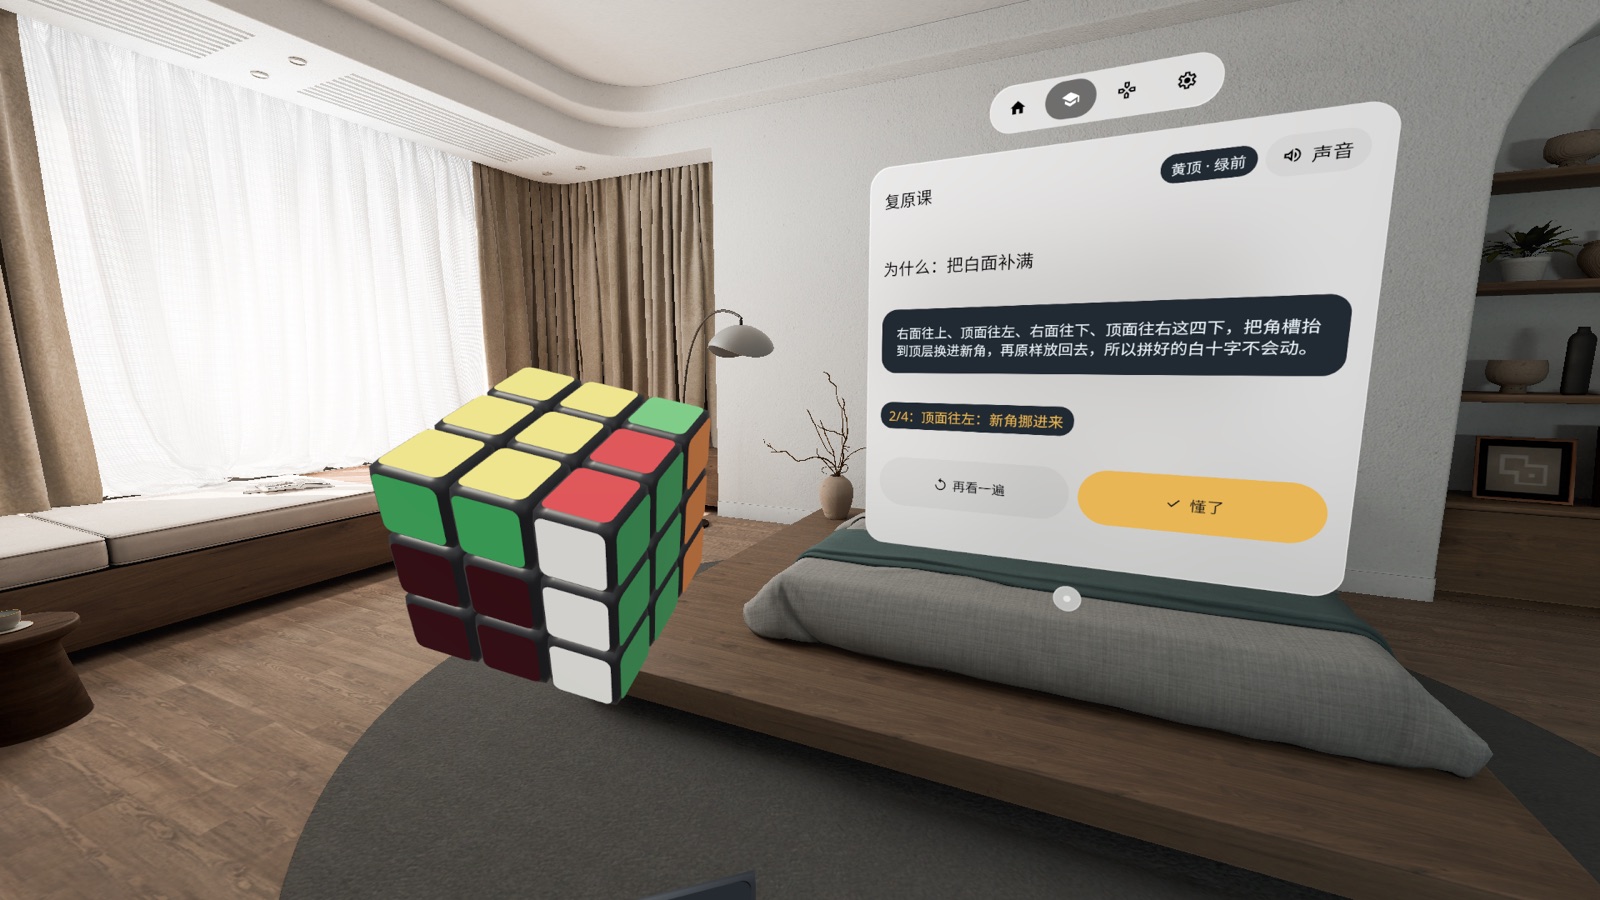 黄顶·绿前
声音
复原课
为什么：把白面补满
右面往上、顶面往左、右面往下、顶面往右这四下，把角槽抬
到顶层换进新角，再原样放回去，所以拼好的白十字不会动。
2/4：顶面往左：新角挪进来
再看一遍
懂了